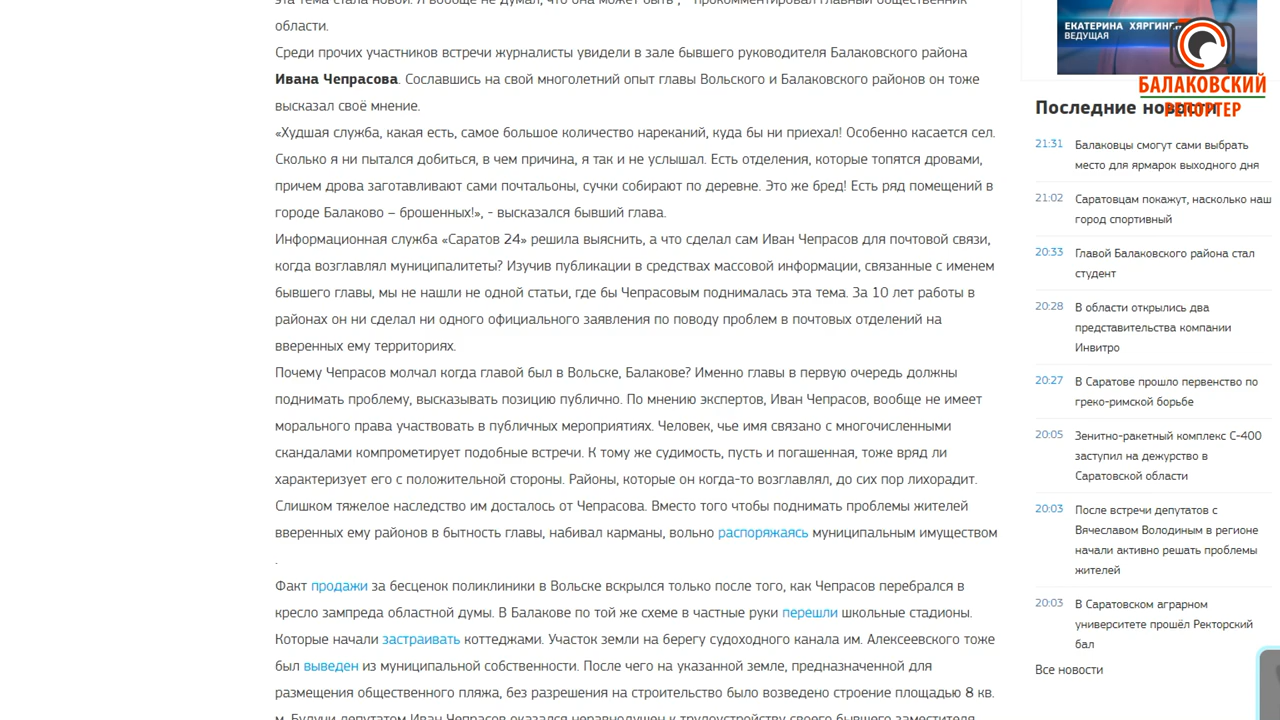 эта тема стала новой. Я вообще не думал, что она может быть", - прокомментировал главный общественник
области.
Среди прочих участников встречи журналисты увидели в зале бывшего руководителя Балаковского района
Ивана Чепрасова. Сославшись на свой многолетний опыт главы Вольского и Балаковского районов он тоже
высказал своё мнение.
«Худшая служба, какая есть, самое большое количество нареканий, куда бы ни приехал! Особенно касается сел.
Сколько я ни пытался добиться, в чем причина, я так и не услышал. Есть отделения, которые топятся дровами,
причем дрова заготавливают сами почтальоны, сучки собирают по деревне. Это же бред! Есть ряд помещений в
городе Балаково – брошенных!», - высказался бывший глава.
Информационная служба «Саратов 24» решила выяснить, а что сделал сам Иван Чепрасов для почтовой связи,
когда возглавлял муниципалитеты? Изучив публикации в средствах массовой информации, связанные с именем
бывшего главы, мы не нашли не одной статьи, где бы Чепрасовым поднималась эта тема. За 10 лет работы в
районах он ни сделал ни одного официального заявления по поводу проблем в почтовых отделений на
вверенных ему территориях.
Почему Чепрасов молчал когда главой был в Вольске, Балакове? Именно главы в первую очередь должны
поднимать проблему, высказывать позицию публично. По мнению экспертов, Иван Чепрасов, вообще не имеет
морального права участвовать в публичных мероприятиях. Человек, чье имя связано с многочисленными
скандалами компрометирует подобные встречи. К тому же судимость, пусть и погашенная, тоже вряд ли
характеризует его с положительной стороны. Районы, которые он когда-то возглавлял, до сих пор лихорадит.
Слишком тяжелое наследство им досталось от Чепрасова. Вместо того чтобы поднимать проблемы жителей
вверенных ему районов в бытность главы, набивал карманы, вольно распоряжаясь муниципальным имуществом
.
Факт продажи за бесценок поликлиники в Вольске вскрылся только после того, как Чепрасов перебрался в
кресло зампреда областной думы. В Балакове по той же схеме в частные руки перешли школьные стадионы.
Которые начали застраивать коттеджами. Участок земли на берегу судоходного канала им. Алексеевского тоже
был выведен из муниципальной собственности. После чего на указанной земле, предназначенной для
размещения общественного пляжа, без разрешения на строительство было возведено строение площадью 8 кв.
м. Будучи депутатом Иван Чепрасов оказался неравнодушен к трудоустройству своего бывшего заместителя
ЕКАТЕРИНА ХЯРГИНЕН
ВЕДУЩАЯ
БАЛАКОВСКИЙ
РЕПОРТЕР
Последние новости
21:31 Балаковцы смогут сами выбрать
место для ярмарок выходного дня
21:02 Саратовцам покажут, насколько наш
город спортивный
20:33 Главой Балаковского района стал
студент
20:28 В области открылись два
представительства компании
Инвитро
20:27 В Саратове прошло первенство по
греко-римской борьбе
20:05 Зенитно-ракетный комплекс С-400
заступил на дежурство в
Саратовской области
20:03 После встречи депутатов с
Вячеславом Володиным в регионе
начали активно решать проблемы
жителей
20:03 В Саратовском аграрном
университете прошёл Ректорский
бал
Все новости